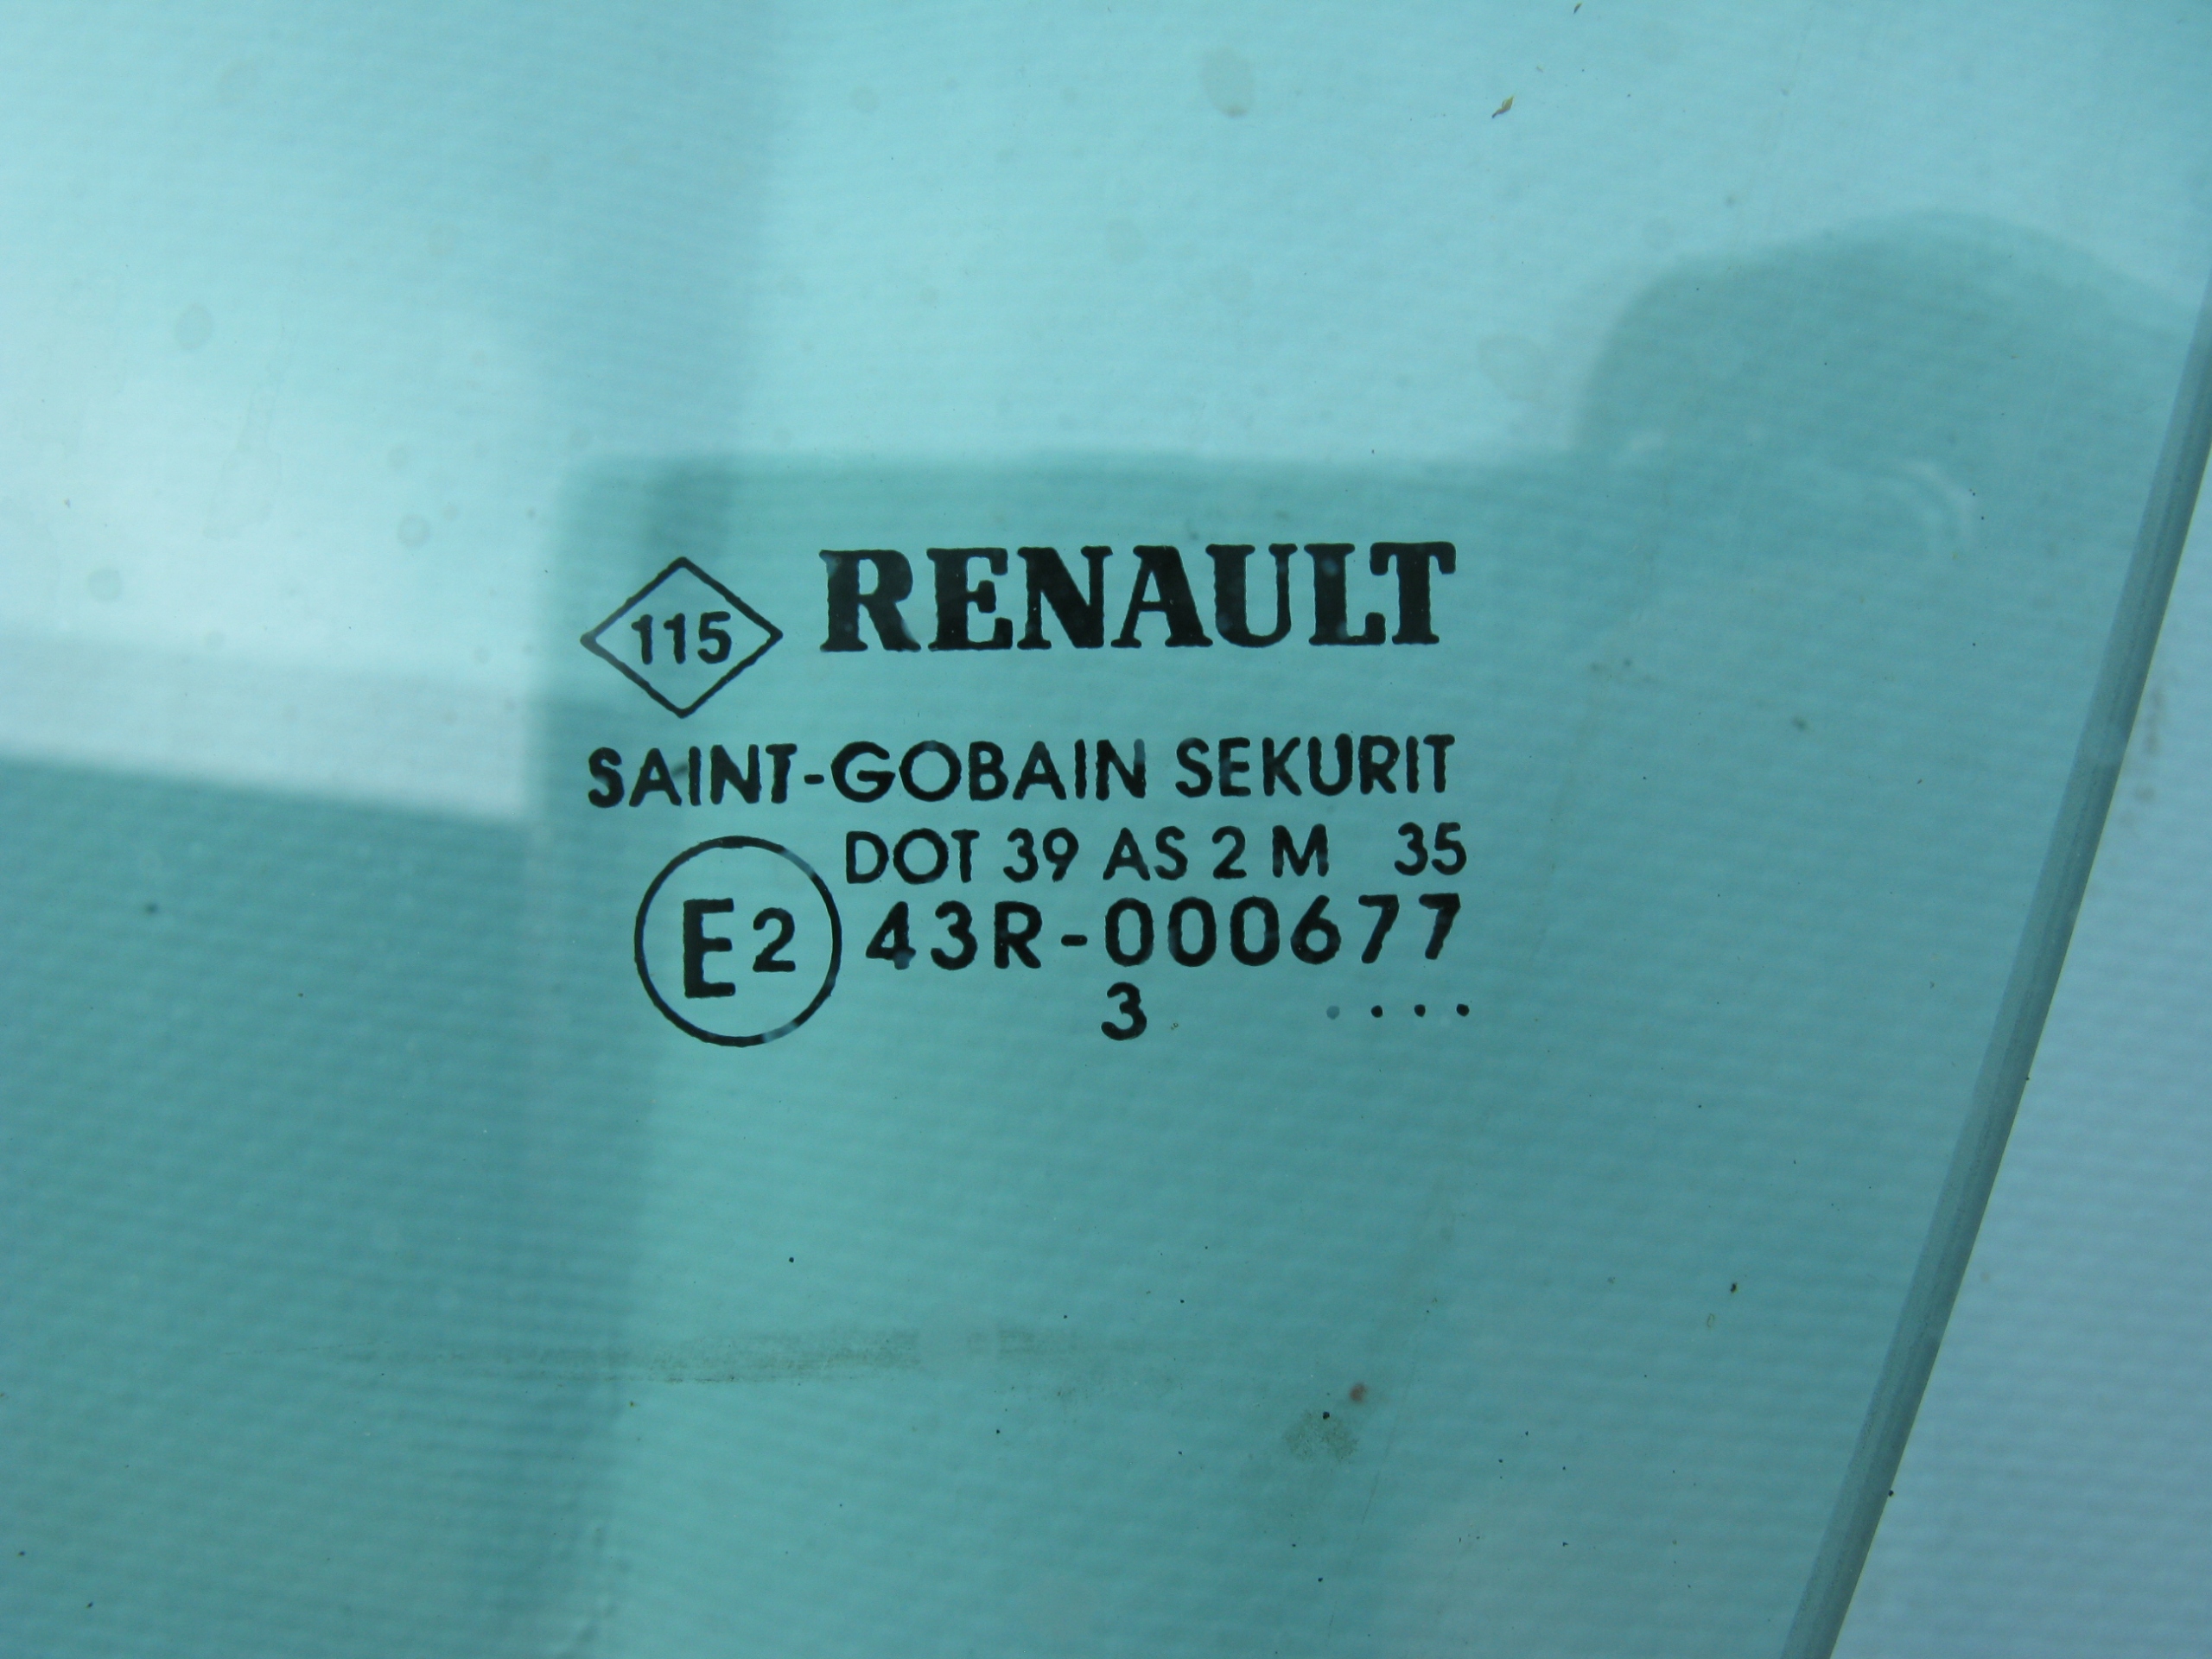 115 RENAULT
SAINT-GOBAIN SEKURIT
DOT 39 AS 2 M 35
E2 43R-000677
3 ....